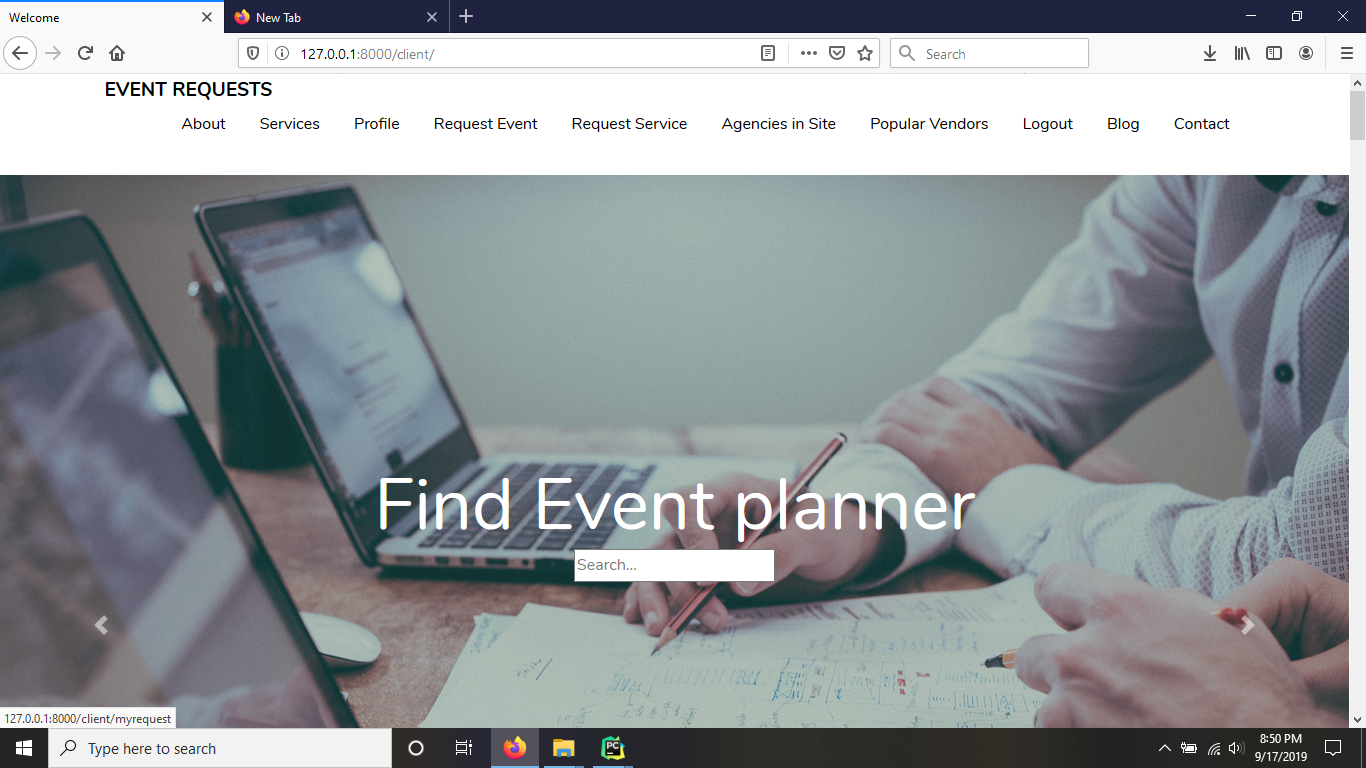 Welcome
New Tab
127.0.0.1:8000/client/
Search
EVENT REQUESTS
About Services Profile Request Event Request Service Agencies in Site Popular Vendors Logout Blog Contact
Find Event planner
Search...
127.0.0.1:8000/client/myrequest
Type here to search
PC
8:50 PM
9/17/2019